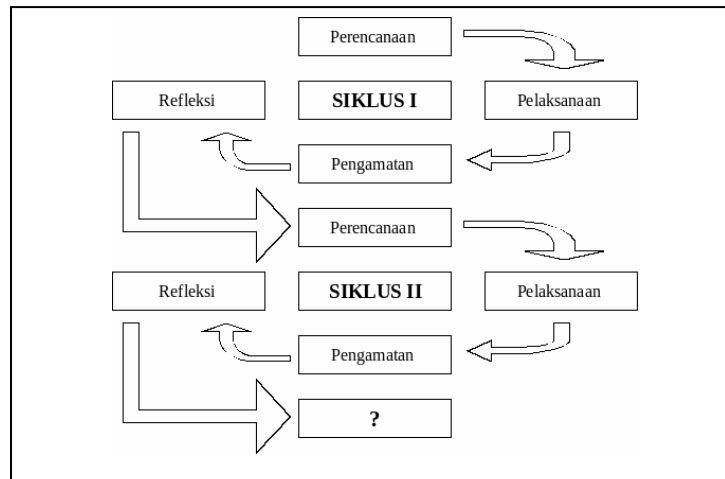 Perencanaan
Refleksi
SIKLUS I
Pelaksanaan
Pengamatan
Perencanaan
Refleksi
SIKLUS II
Pelaksanaan
Pengamatan
?